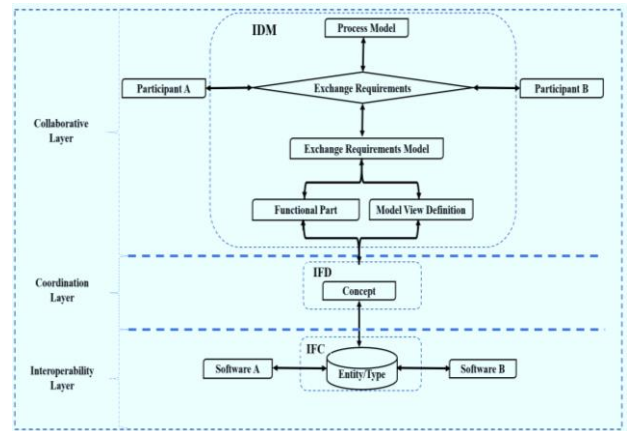 IDM
Process Model
Participant A
Exchange Requirements
Participant B
Collaborative
Layer
Exchange Requirements Model
Functional Part
Model View Definition
IFD
Coordination
Layer
Concept
IFC
Interoperability
Layer
Software A
Entity/Type
Software B